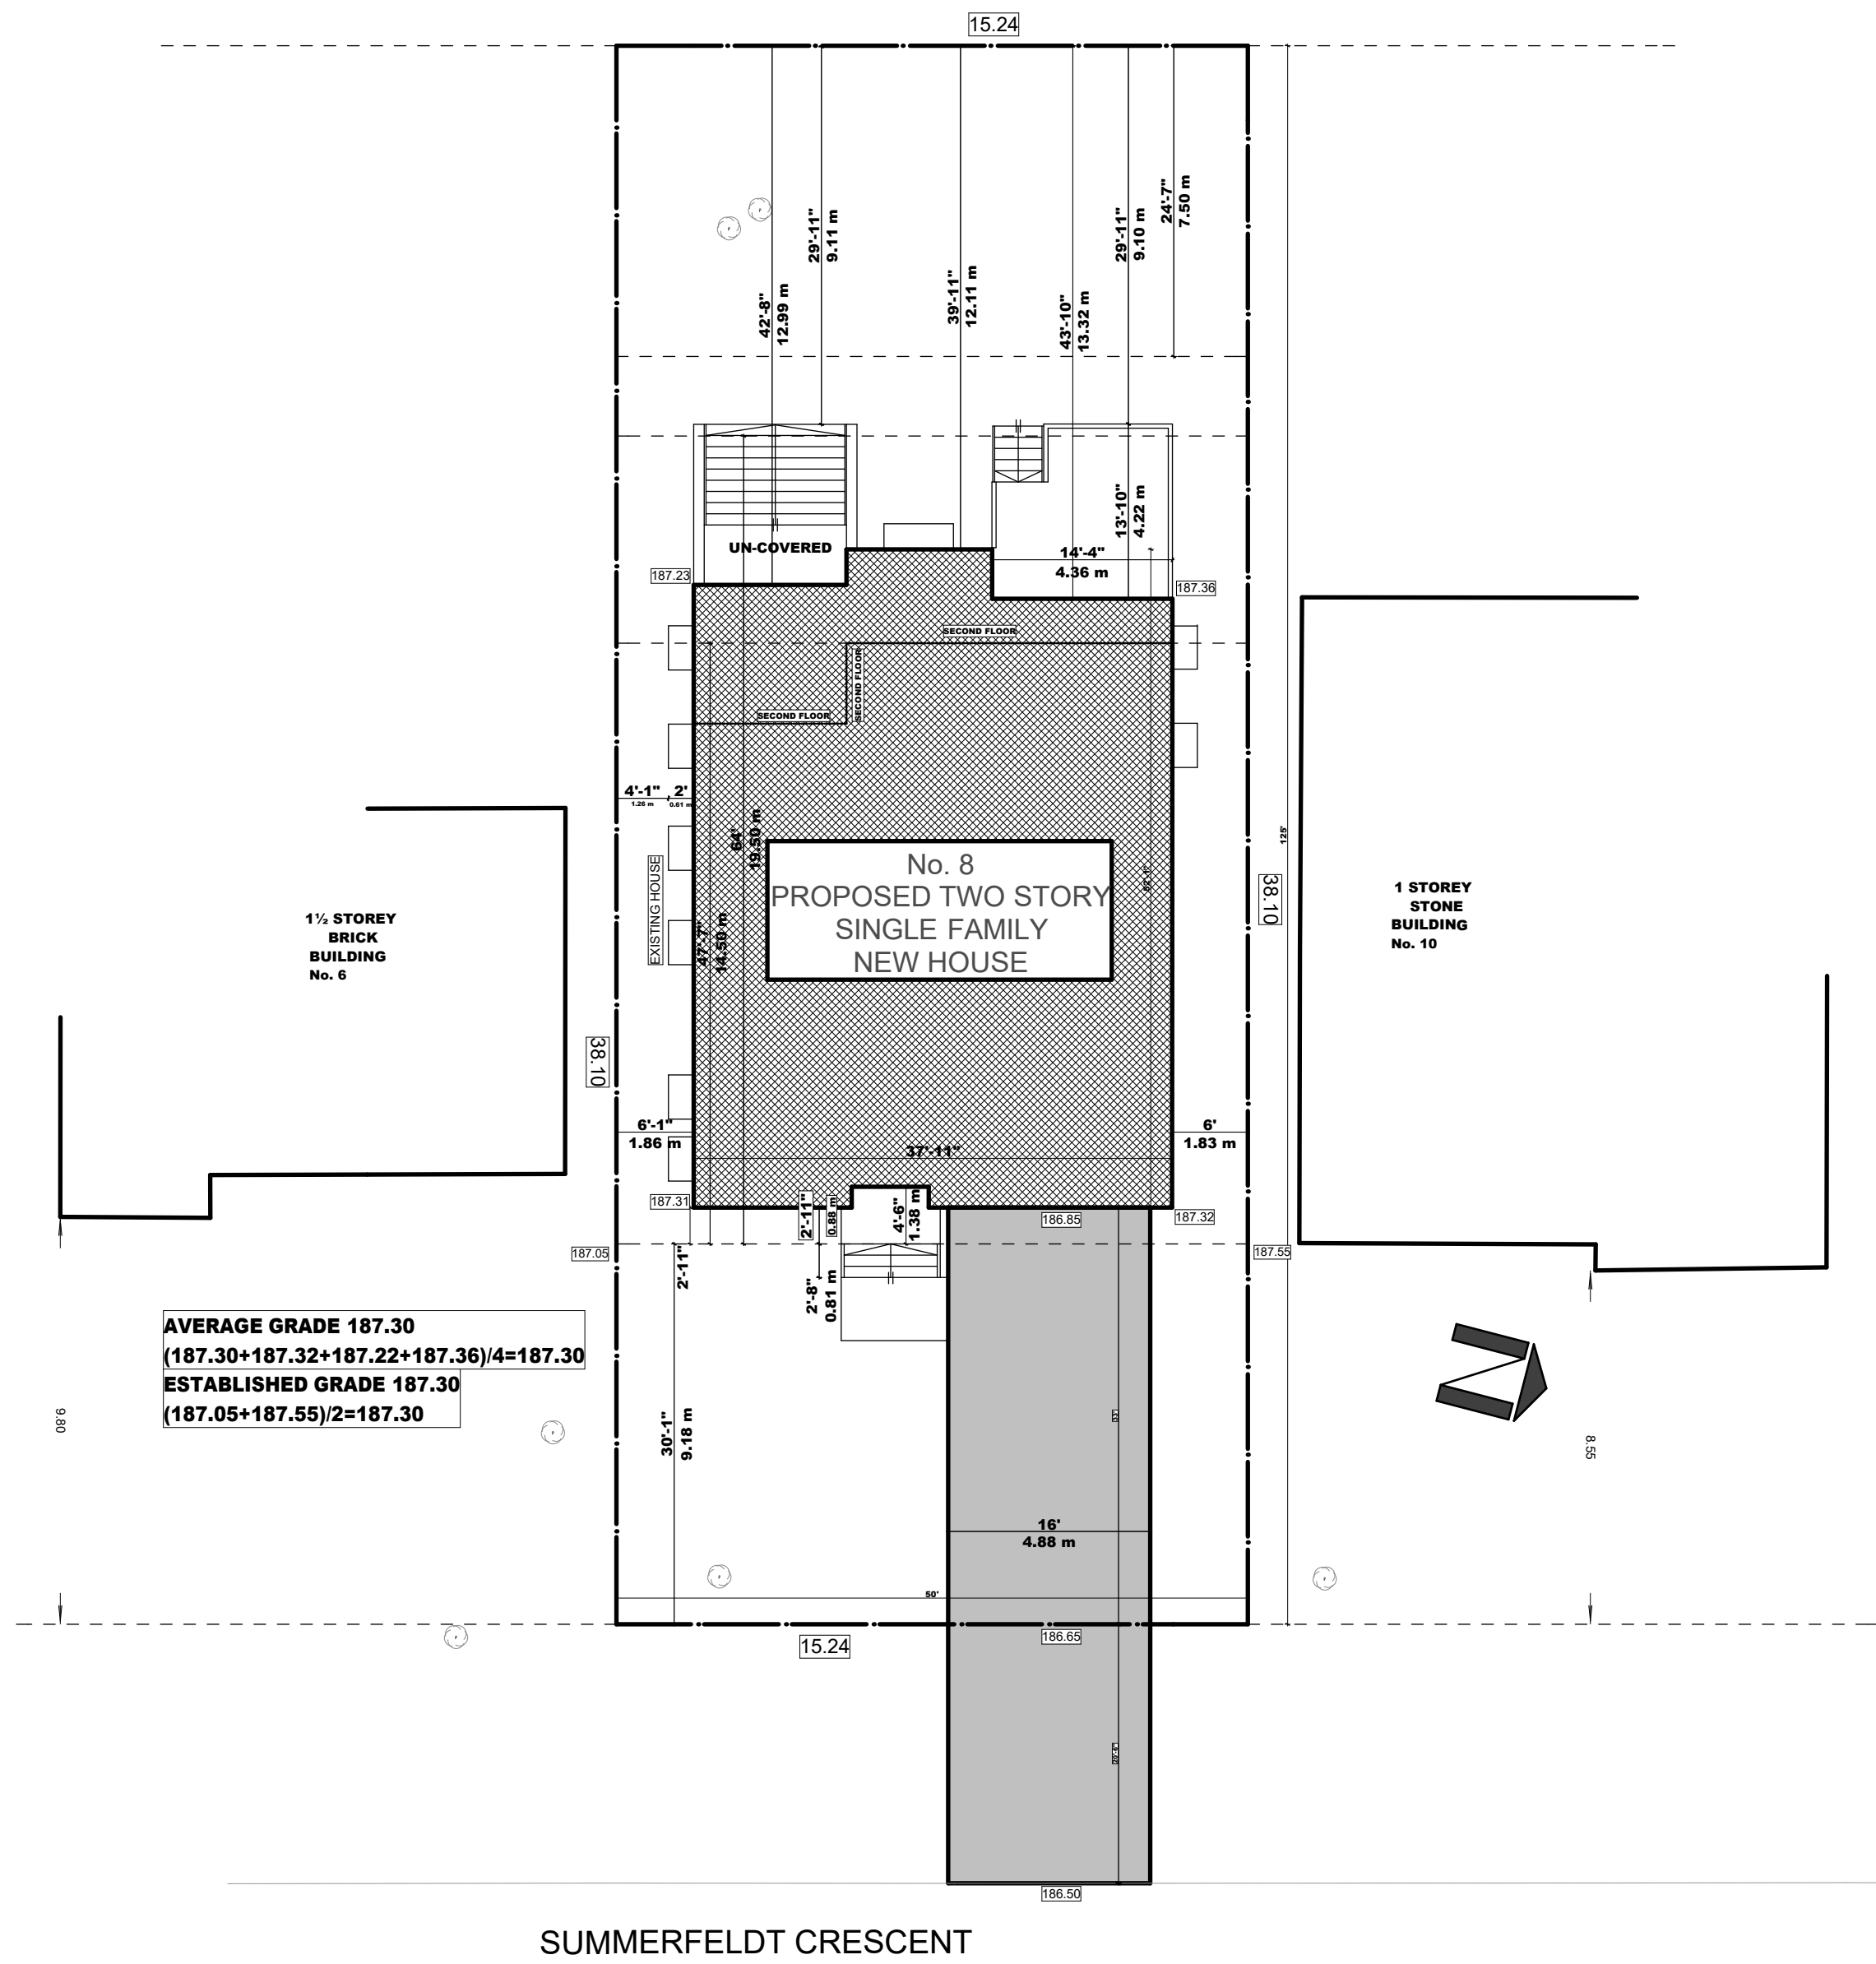 15.24
24'-7"
7.50 m
29'-11"
9.11 m
29'-11"
9.10 m
39'-11"
12.11 m
42'-8"
12.99 m
43'-10"
13.32 m
13'-10"
4.22 m
UN-COVERED
14'-4"
4.36 m
187.23
187.36
SECOND FLOOR
SECOND FLOOR
SECOND FLOOR
4'-1"
2'
1.26 m
0.61 m
64'
19.50 m
125'
38.10
EXISTING HOUSE
47'-7"
14.50 m
No. 8
PROPOSED TWO STORY
SINGLE FAMILY
NEW HOUSE
1½ STOREY
BRICK
BUILDING
No. 6
1 STOREY
STONE
BUILDING
No. 10
38.10
6'-1"
1.86 m
6'
1.83 m
37'-11"
187.31
2'-11"
0.88 m
4'-6"
1.38 m
186.85
187.32
187.05
187.55
2'-11"
2'-8"
0.81 m
AVERAGE GRADE 187.30
(187.30+187.32+187.22+187.36)/4=187.30
ESTABLISHED GRADE 187.30
(187.05+187.55)/2=187.30
9.80
30'-1"
9.18 m
33'
8.55
16'
4.88 m
50'
15.24
186.65
20'-6"
186.50
SUMMERFELDT CRESCENT